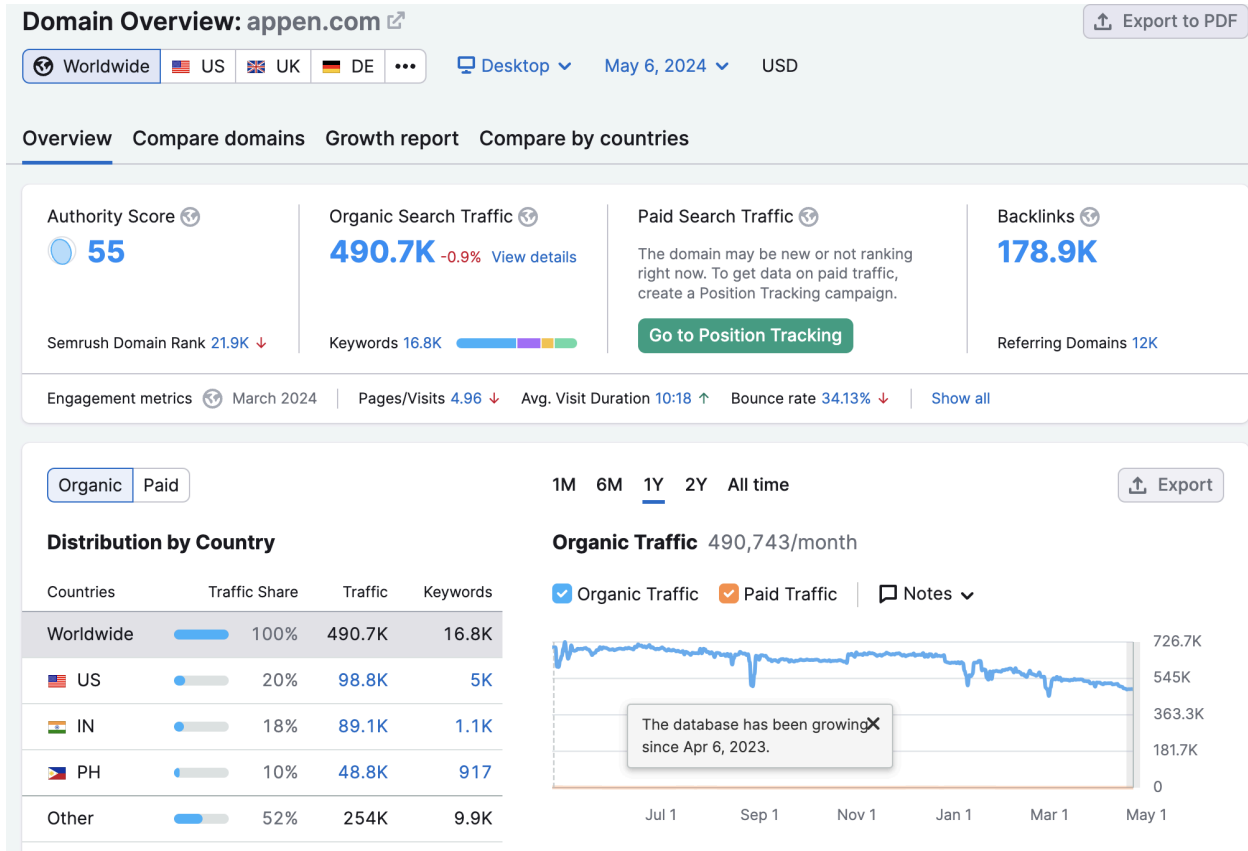 Domain Overview: appen.com
Export to PDF
Worldwide US UK DE •••
Desktop May 6, 2024 USD
Overview Compare domains Growth report Compare by countries
Authority Score
55
Semrush Domain Rank 21.9K ↓
Organic Search Traffic
490.7K -0.9% View details
Keywords 16.8K
Paid Search Traffic
The domain may be new or not ranking
right now. To get data on paid traffic,
create a Position Tracking campaign.
Go to Position Tracking
Backlinks
178.9K
Referring Domains 12K
Engagement metrics March 2024 Pages/Visits 4.96 ↓ Avg. Visit Duration 10:18 ↑ Bounce rate 34.13% ↓ Show all
Organic Paid
Distribution by Country
Countries Traffic Share Traffic Keywords
Worldwide 100% 490.7K 16.8K
US 20% 98.8K 5K
IN 18% 89.1K 1.1K
PH 10% 48.8K 917
Other 52% 254K 9.9K
1M 6M 1Y 2Y All time
Export
Organic Traffic 490,743/month
Organic Traffic Paid Traffic Notes
726.7K
545K
363.3K
181.7K
0
The database has been growing
since Apr 6, 2023.
Jul 1 Sep 1 Nov 1 Jan 1 Mar 1 May 1